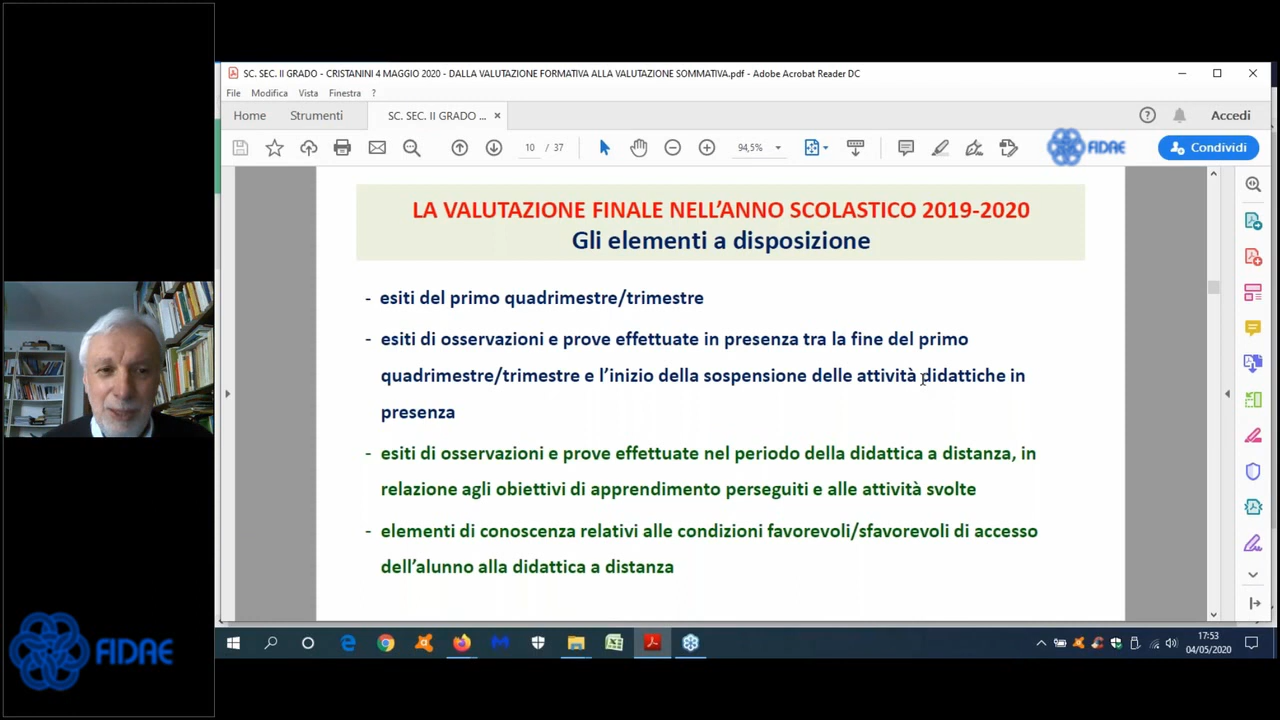 SC. SEC. II GRADO - CRISTANINI 4 MAGGIO 2020 - DALLA VALUTAZIONE FORMATIVA ALLA VALUTAZIONE SOMMATIVA.pdf - Adobe Acrobat Reader DC
File Modifica Vista Finestra ?
Home Strumenti SC. SEC. II GRADO ... × Accedi
10 / 37 94,5% FIDAE Condividi
LA VALUTAZIONE FINALE NELL’ANNO SCOLASTICO 2019-2020
Gli elementi a disposizione
- esiti del primo quadrimestre/trimestre
- esiti di osservazioni e prove effettuate in presenza tra la fine del primo
quadrimestre/trimestre e l’inizio della sospensione delle attività didattiche in
presenza
- esiti di osservazioni e prove effettuate nel periodo della didattica a distanza, in
relazione agli obiettivi di apprendimento perseguiti e alle attività svolte
- elementi di conoscenza relativi alle condizioni favorevoli/sfavorevoli di accesso
dell’alunno alla didattica a distanza
FIDAE
17:53
04/05/2020